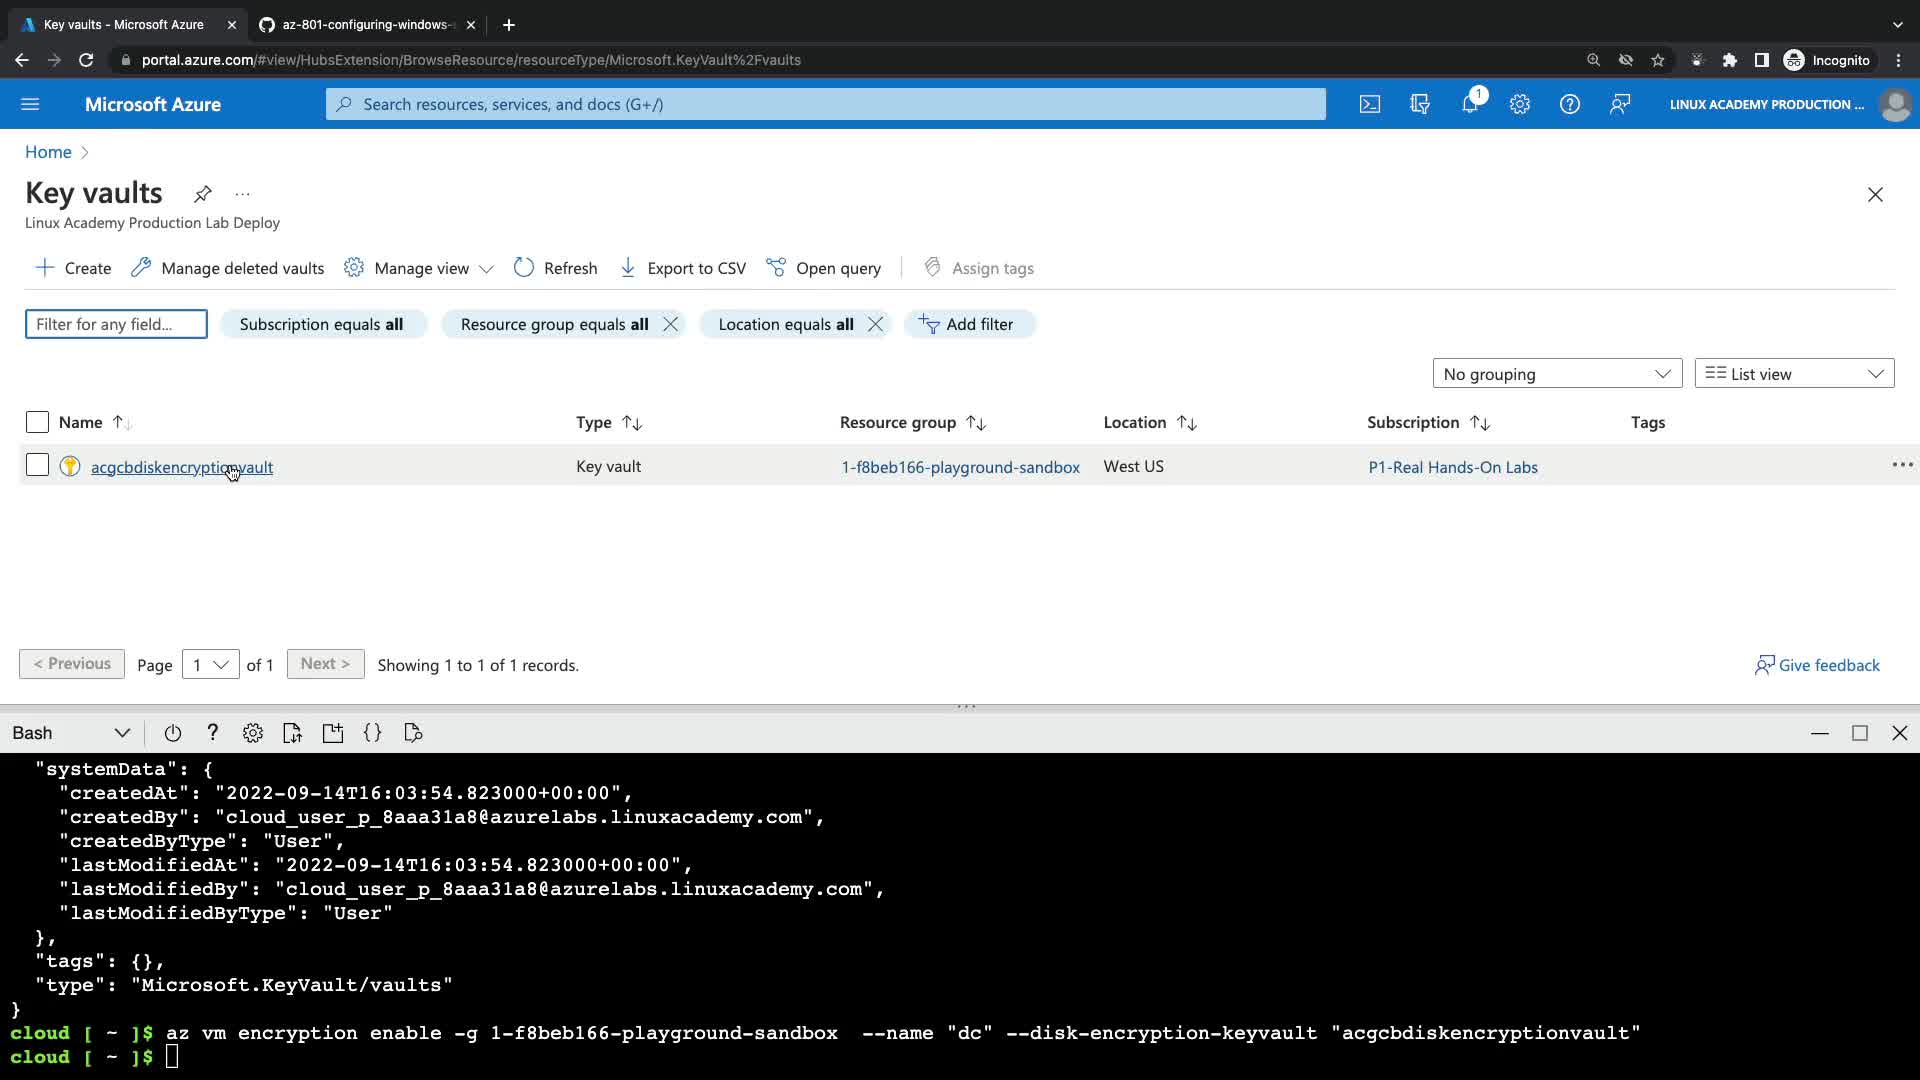 Key vaults - Microsoft Azure
az-801-configuring-windows-
portal.azure.com/#view/HubsExtension/BrowseResource/resourceType/Microsoft.KeyVault%2Fvaults
Incognito
Microsoft Azure
Search resources, services, and docs (G+/)
1
LINUX ACADEMY PRODUCTION ...
Home
Key vaults
...
Linux Academy Production Lab Deploy
Create
Manage deleted vaults
Manage view
Refresh
Export to CSV
Open query
Assign tags
Filter for any field...
Subscription equals all
Resource group equals all
Location equals all
Add filter
No grouping
List view
Name
Type
Resource group
Location
Subscription
Tags
acgcbdiskencryptionvault
Key vault
1-f8beb166-playground-sandbox
West US
P1-Real Hands-On Labs
< Previous
Page
1
of 1
Next >
Showing 1 to 1 of 1 records.
Give feedback
Bash
"systemData": {
"createdAt": "2022-09-14T16:03:54.823000+00:00",
"createdBy": "cloud_user_p_8aaa31a8@azurelabs.linuxacademy.com",
"createdByType": "User",
"lastModifiedAt": "2022-09-14T16:03:54.823000+00:00",
"lastModifiedBy": "cloud_user_p_8aaa31a8@azurelabs.linuxacademy.com",
"lastModifiedByType": "User"
},
"tags": {},
"type": "Microsoft.KeyVault/vaults"
}
cloud [ ~ ]$ az vm encryption enable -g 1-f8beb166-playground-sandbox  --name "dc" --disk-encryption-keyvault "acgcbdiskencryptionvault"
cloud [ ~ ]$